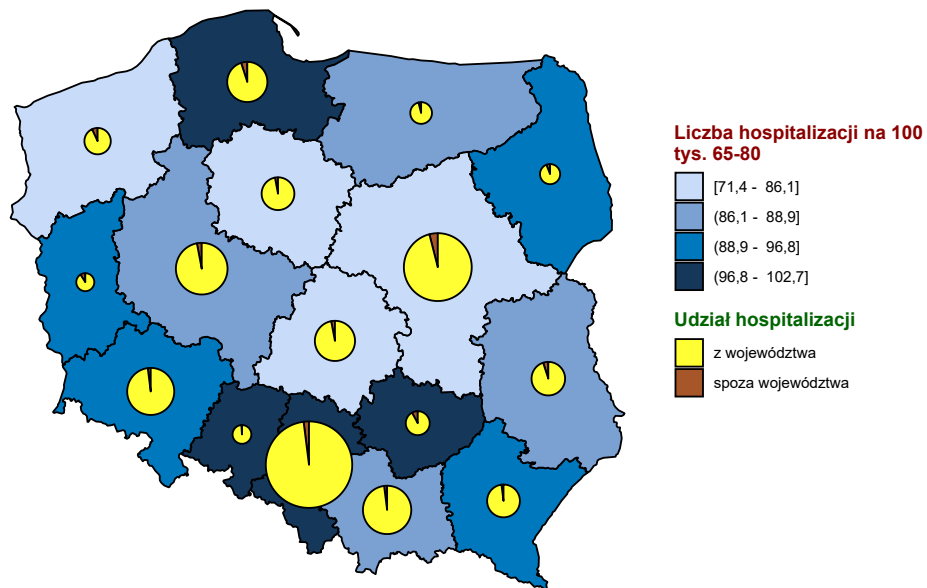 Liczba hospitalizacji na 100
tys. 65-80
[71,4 - 86,1]
(86,1 - 88,9]
(88,9 - 96,8]
(96,8 - 102,7]
Udział hospitalizacji
z województwa
spoza województwa